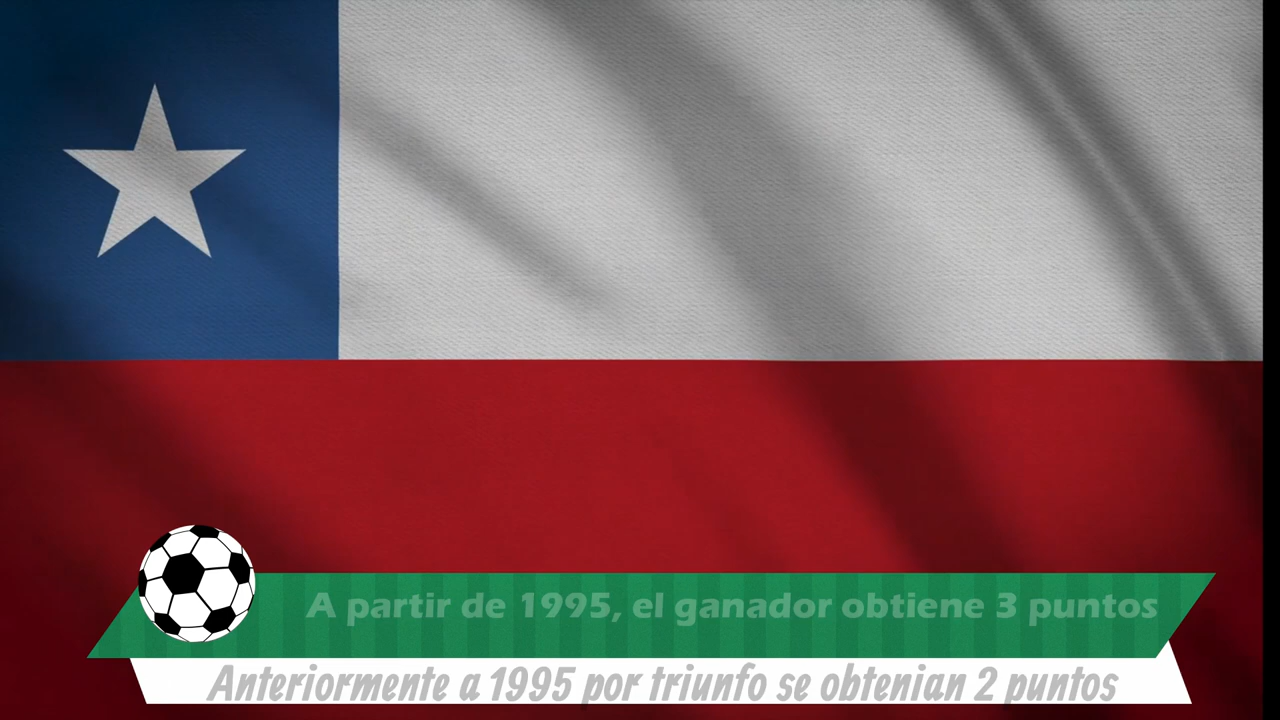 A partir de 1995, el ganador obtiene 3 puntos
Anteriormente a 1995 por triunfo se obtenian 2 puntos